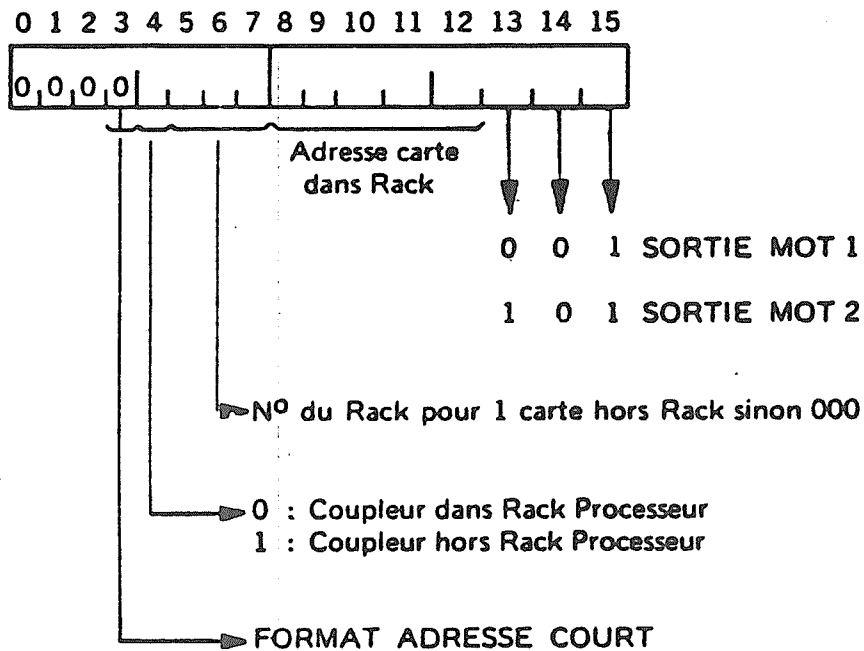 0 1 2 3 4 5 6 7 8 9 10 11 12 13 14 15
0 0 0 0
Adresse carte
dans Rack
0 0 1 SORTIE MOT 1
1 0 1 SORTIE MOT 2
Nº du Rack pour 1 carte hors Rack sinon 000
0 : Coupleur dans Rack Processeur
1 : Coupleur hors Rack Processeur
FORMAT ADRESSE COURT